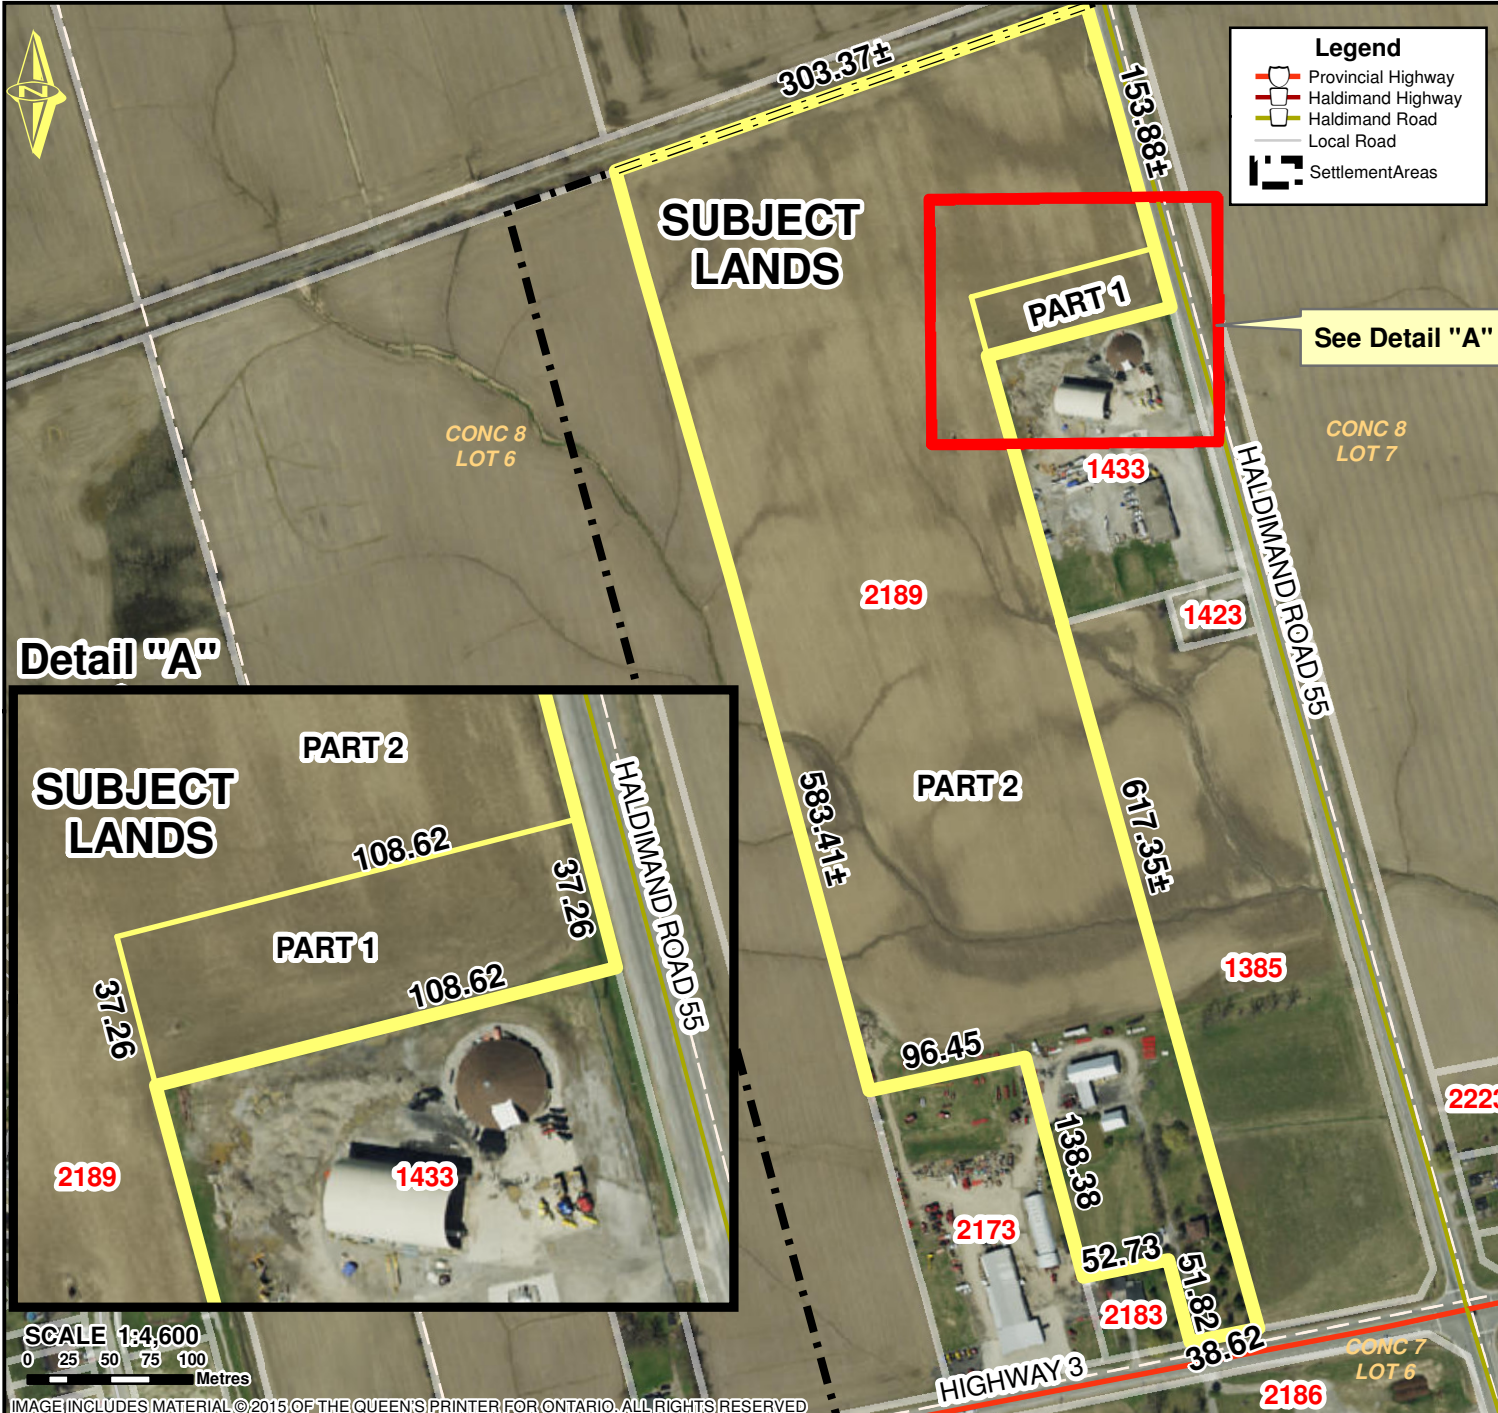 N
303.37±
153.88±
Legend
Provincial Highway
Haldimand Highway
Haldimand Road
Local Road
SettlementAreas
SUBJECT
LANDS
PART 1
See Detail "A"
CONC 8
LOT 6
CONC 8
LOT 7
1433
HALDIMAND ROAD 55
2189
1423
583.41±
PART 2
617.35±
1385
96.45
138.38
2173
52.73
51.82
2183
38.62
2223
HIGHWAY 3
CONC 7
LOT 6
2186
Detail "A"
PART 2
SUBJECT
LANDS
108.62
37.26
HALDIMAND ROAD 55
PART 1
108.62
37.26
2189
1433
SCALE 1:4,600
0 25 50 75 100
Metres
IMAGE INCLUDES MATERIAL © 2015 OF THE QUEEN'S PRINTER FOR ONTARIO. ALL RIGHTS RESERVED